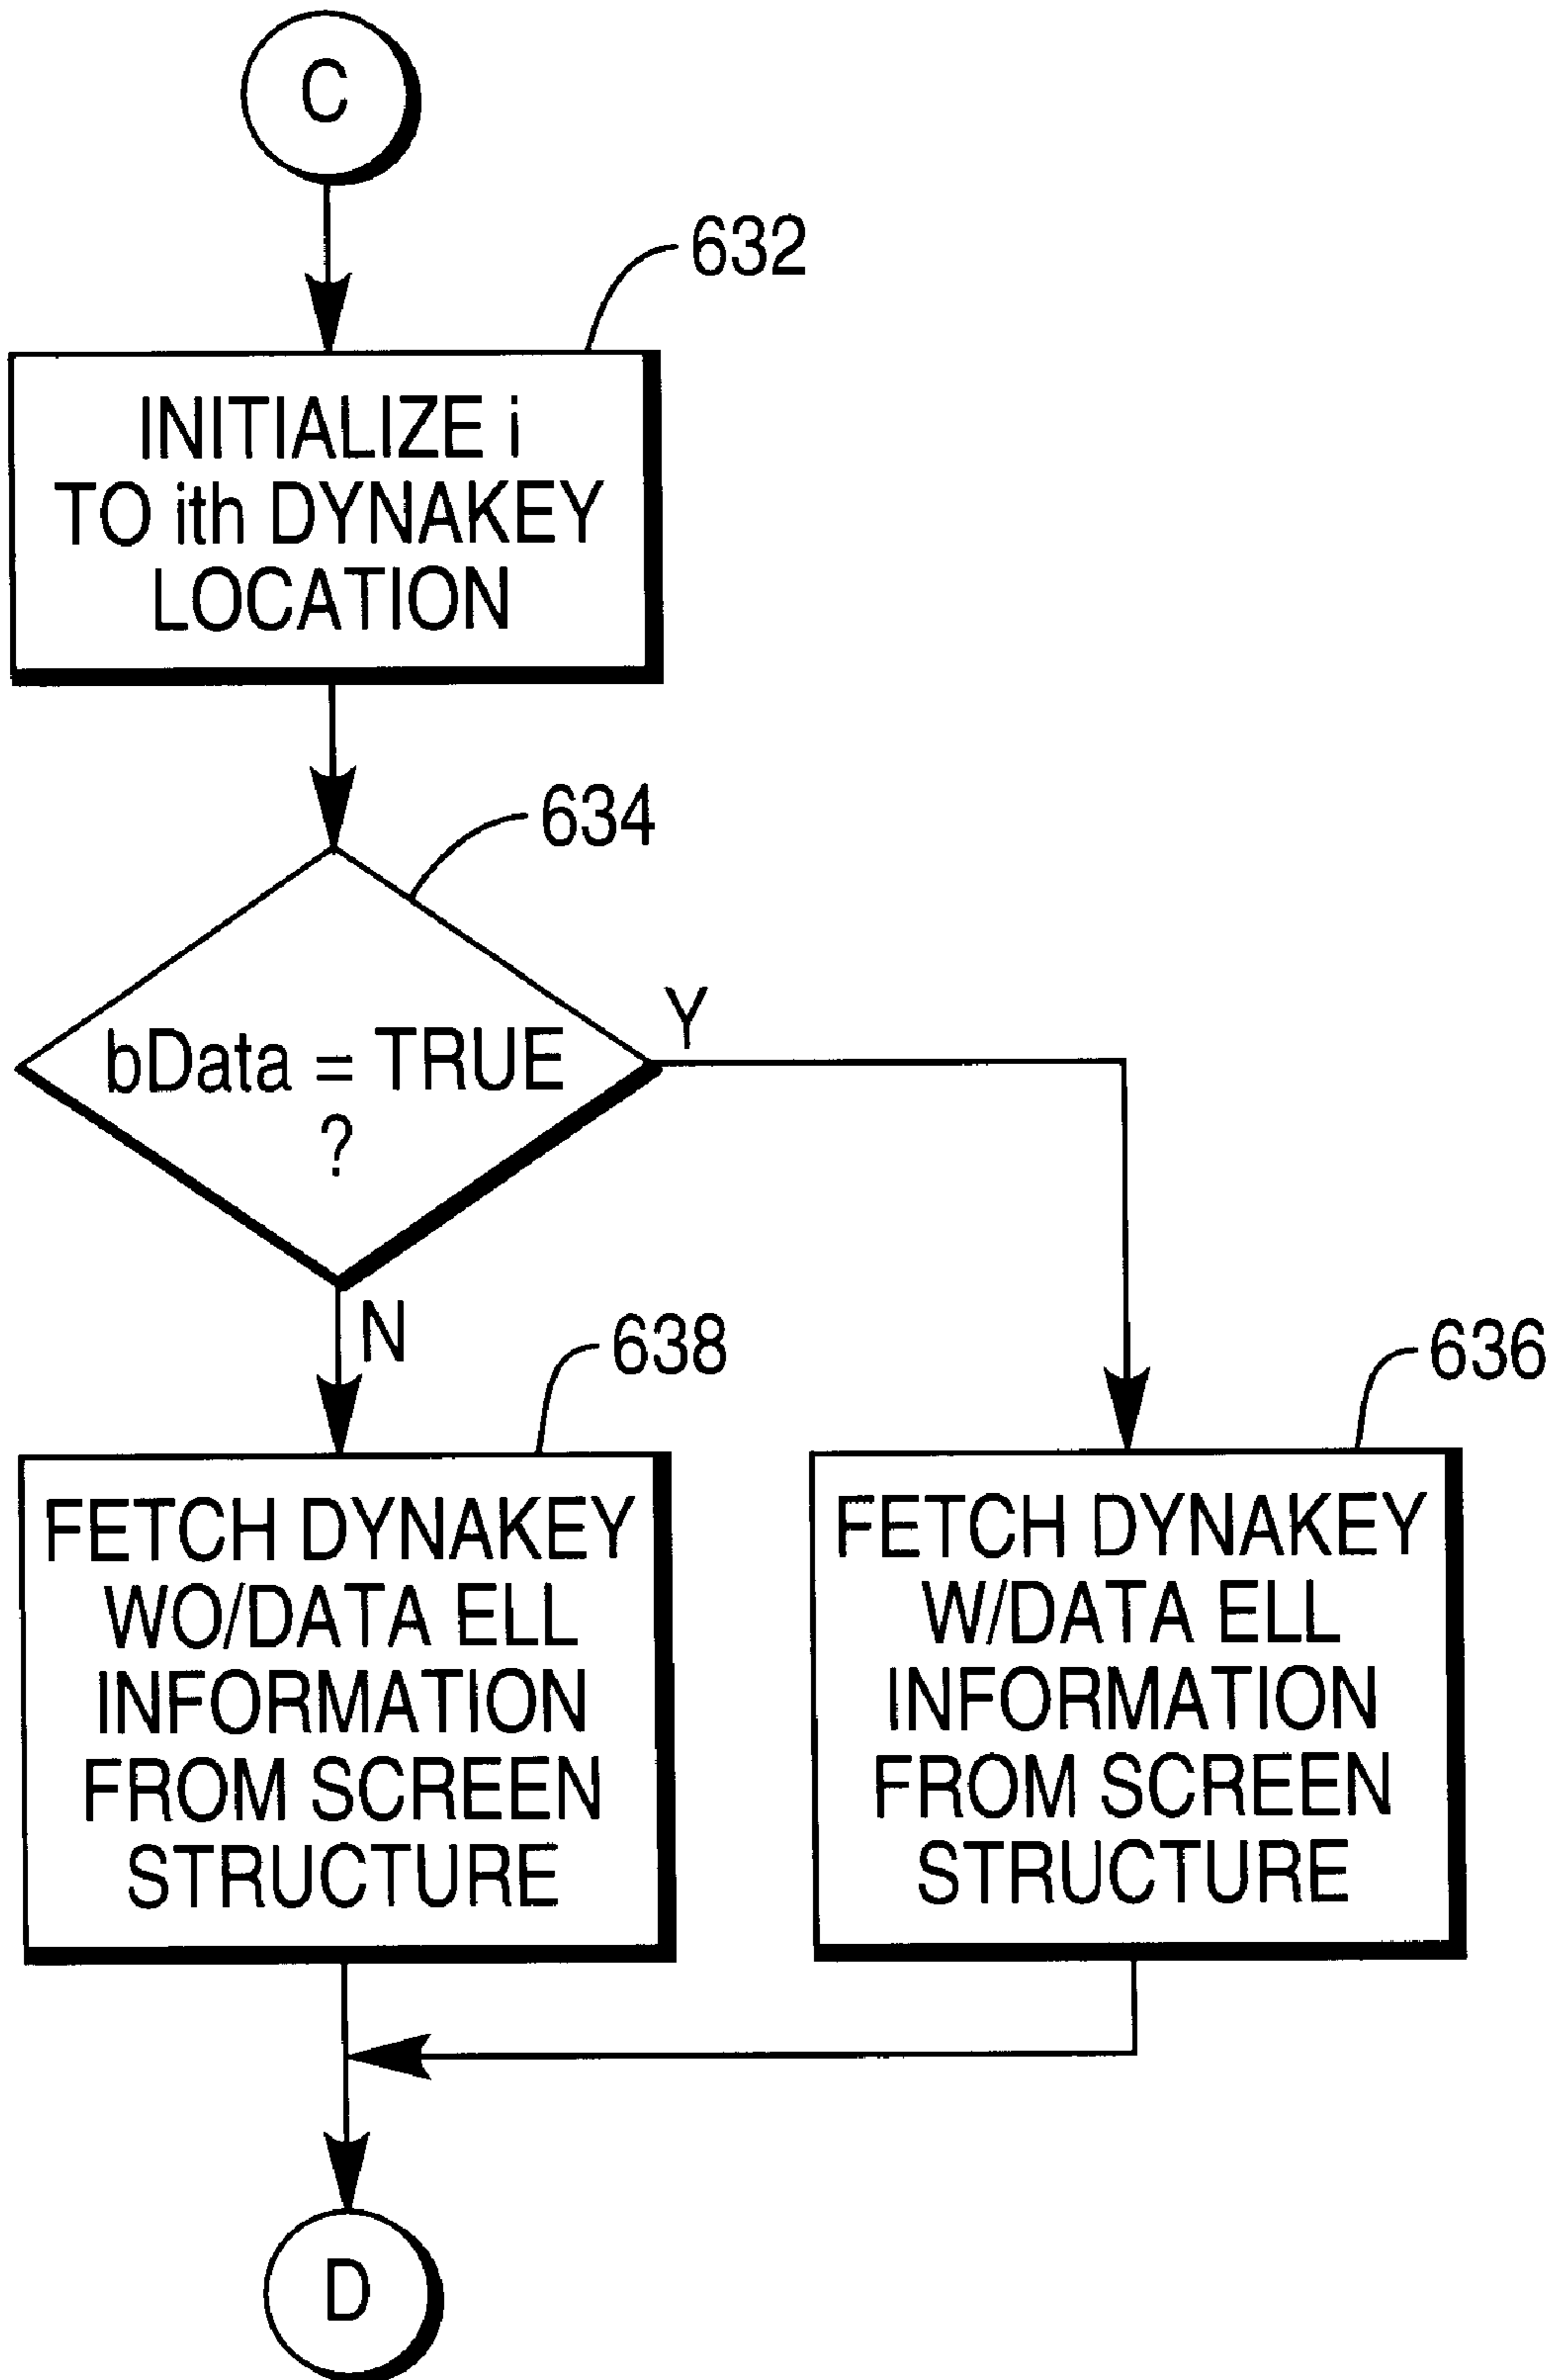 C
632
INITIALIZE i
TO ith DYNAKEY
LOCATION
634
bData = TRUE
?
Y
N
638
636
FETCH DYNAKEY
WO/DATA ELL
INFORMATION
FROM SCREEN
STRUCTURE
FETCH DYNAKEY
W/DATA ELL
INFORMATION
FROM SCREEN
STRUCTURE
D